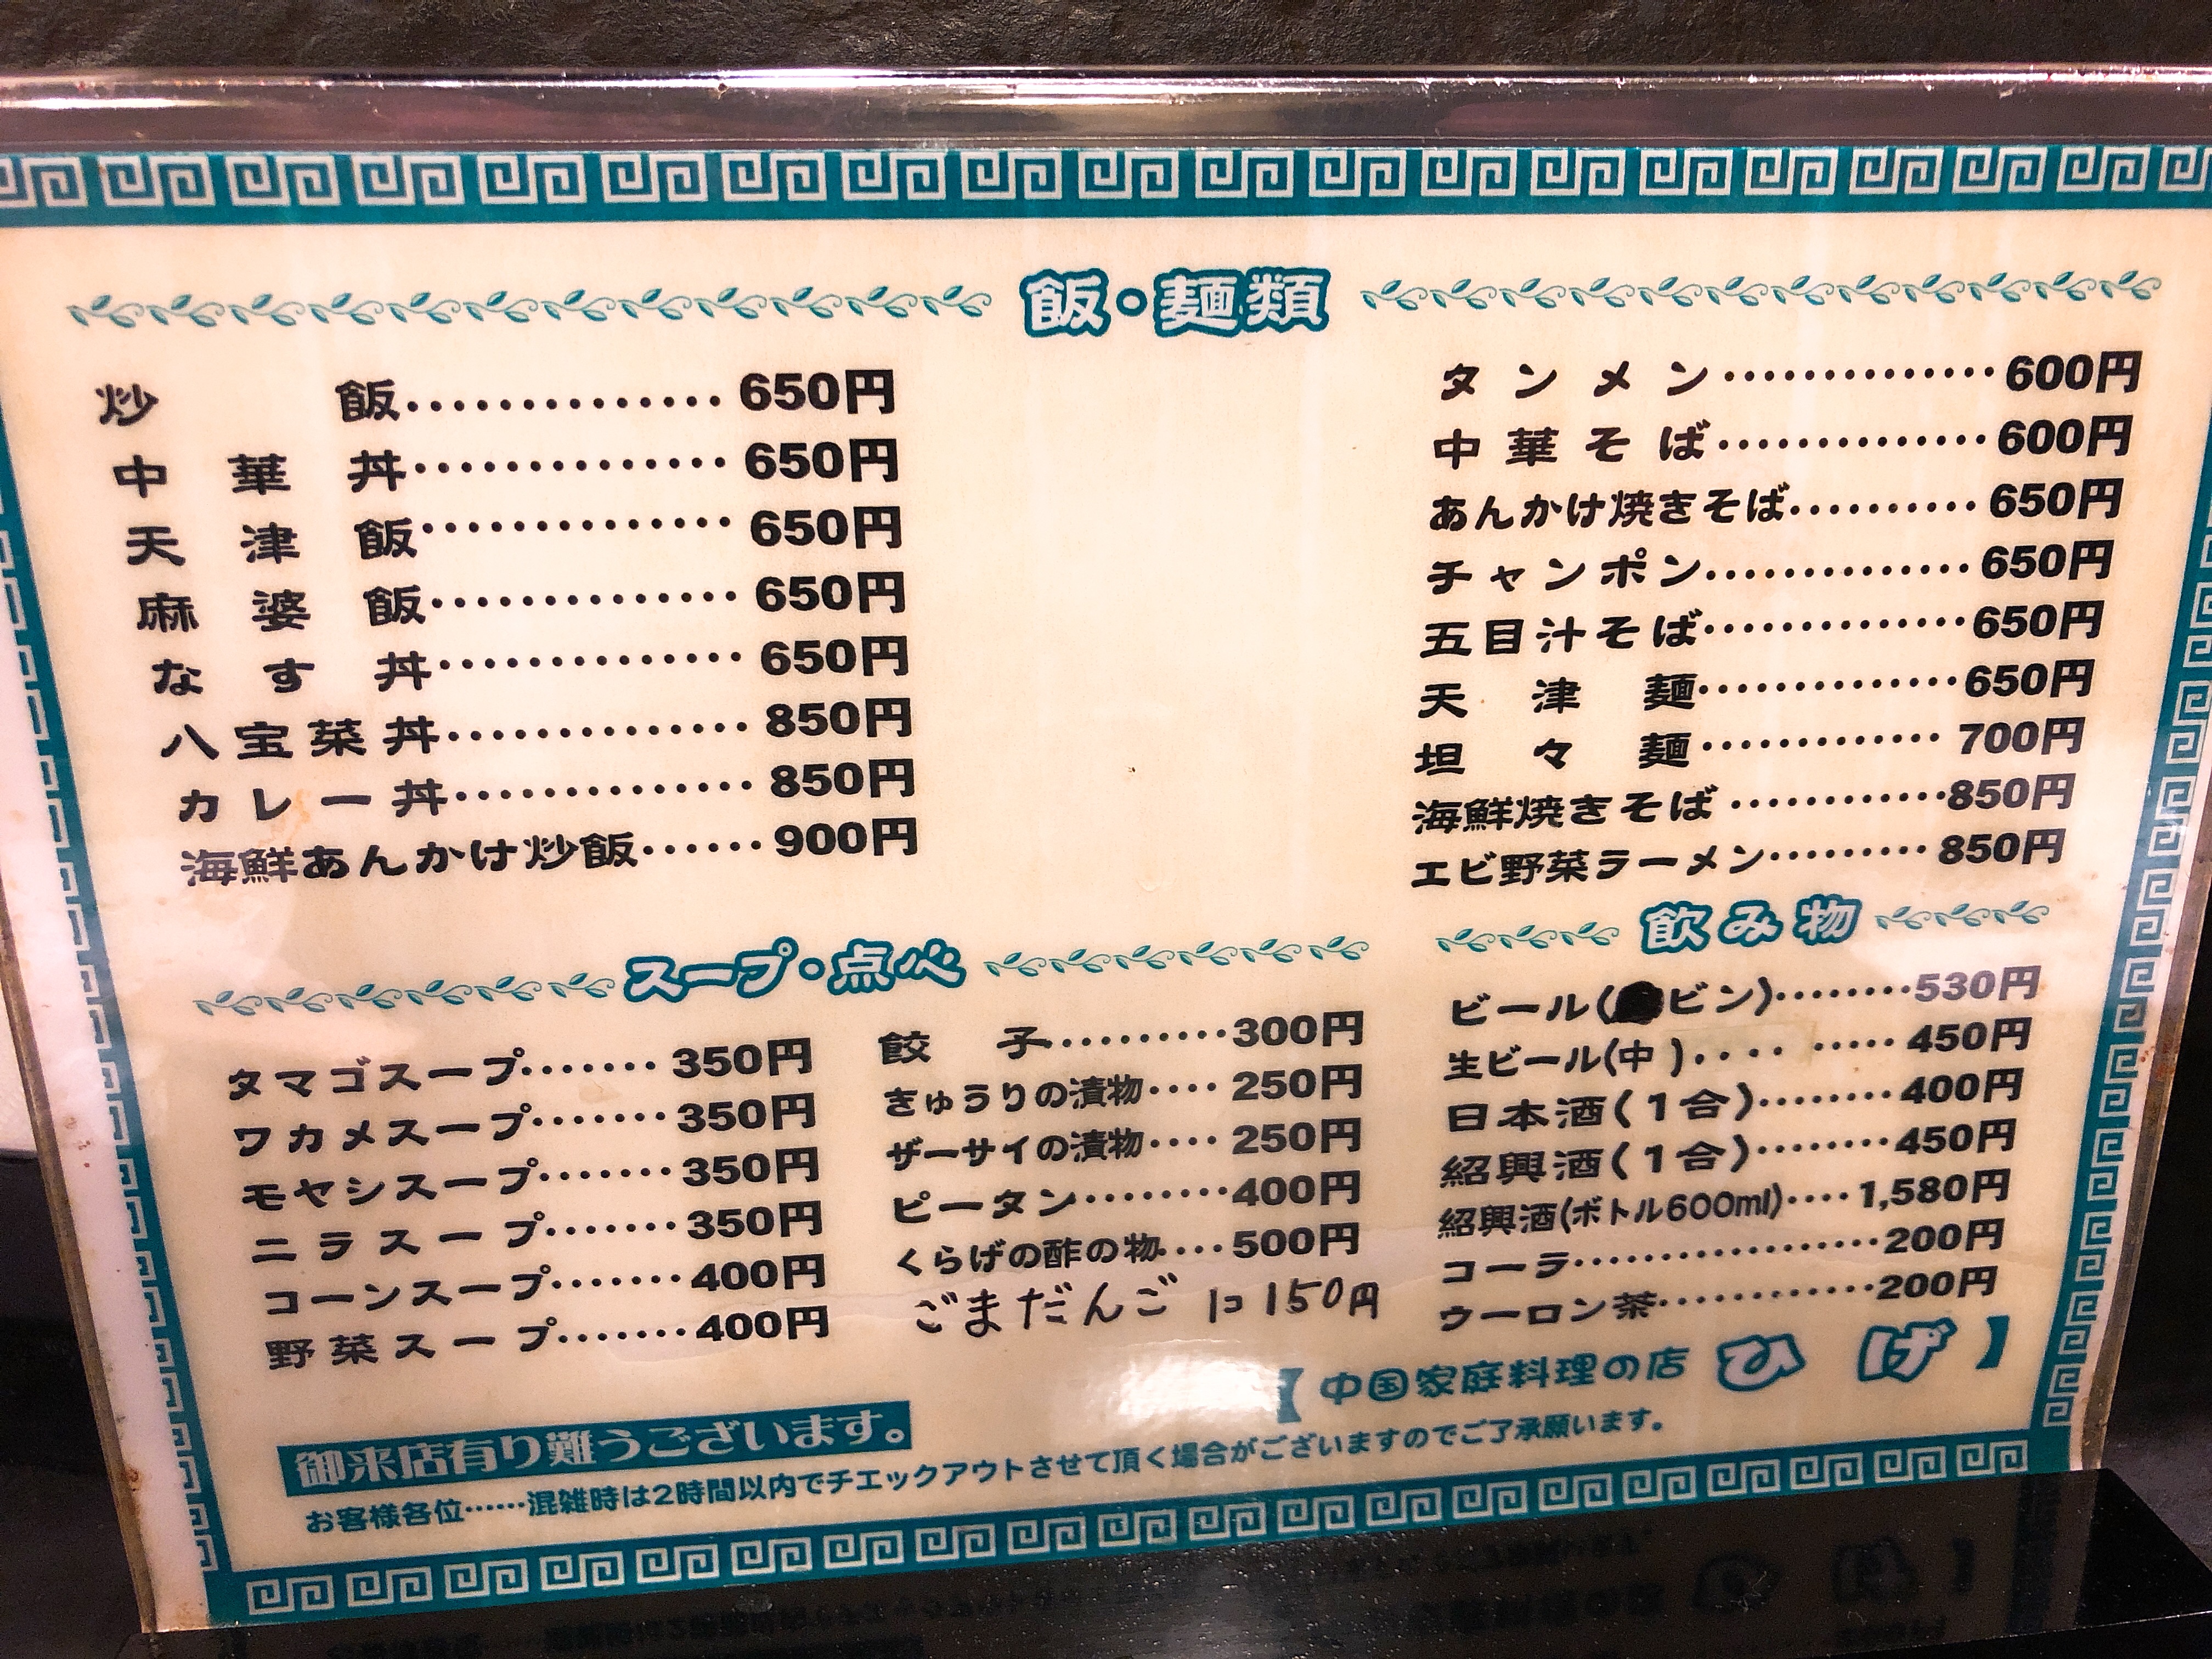 飯・麺類
炒飯……………650円
中華丼……………650円
天津飯……………650円
麻婆飯……………650円
なす丼……………650円
八宝菜丼……………850円
カレー丼……………850円
海鮮あんかけ炒飯……900円
タンメン……………600円
中華そば……………600円
あんかけ焼きそば…………650円
チャンポン……………650円
五目汁そば……………650円
天津麺……………650円
坦々麺……………700円
海鮮焼きそば…………850円
エビ野菜ラーメン………850円
スープ・点心
タマゴスープ……350円
ワカメスープ……350円
モヤシスープ……350円
ニラスープ……350円
コーンスープ……400円
野菜スープ……400円
餃子………300円
きゅうりの漬物…250円
ザーサイの漬物…250円
ピータン………400円
くらげの酢の物…500円
ごまだんご 1コ150円
飲み物
ビール(ビン)………530円
生ビール(中)………450円
日本酒(1合)………400円
紹興酒(1合)………450円
紹興酒(ボトル600ml)…1,580円
コーラ………………200円
ウーロン茶…………200円
【中国家庭料理の店 ひげ】
御来店有り難うございます。
お客様各位……混雑時は2時間以内でチェックアウトさせて頂く場合がございますのでご了承願います。